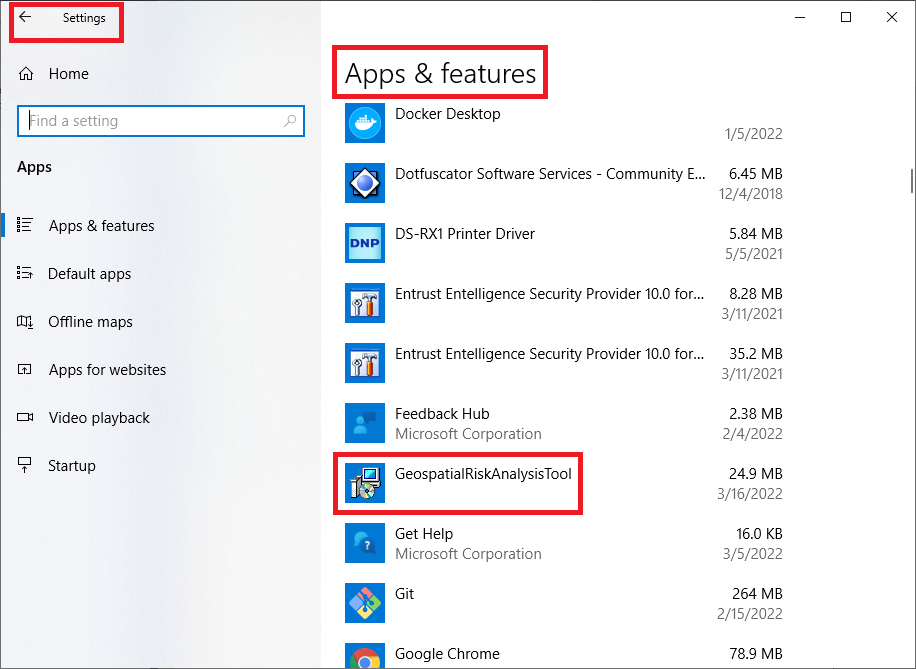 Settings
Home
Find a setting
Apps
Apps & features
Default apps
Offline maps
Apps for websites
Video playback
Startup
Apps & features
Docker Desktop
1/5/2022
Dotfuscator Software Services - Community E... 6.45 MB
12/4/2018
DNP
DS-RX1 Printer Driver 5.84 MB
5/5/2021
Entrust Intelligence Security Provider 10.0 for... 8.28 MB
3/11/2021
Entrust Intelligence Security Provider 10.0 for... 35.2 MB
3/11/2021
Feedback Hub 2.38 MB
Microsoft Corporation 2/4/2022
GeospatialRiskAnalysisTool 24.9 MB
3/16/2022
Get Help 16.0 KB
Microsoft Corporation 3/5/2022
Git 264 MB
2/15/2022
Google Chrome 78.9 MB